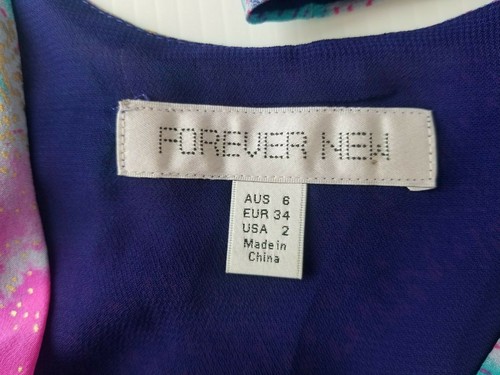 FOREVER NEW
AUS 6
EUR 34
USA 2
Made in
China